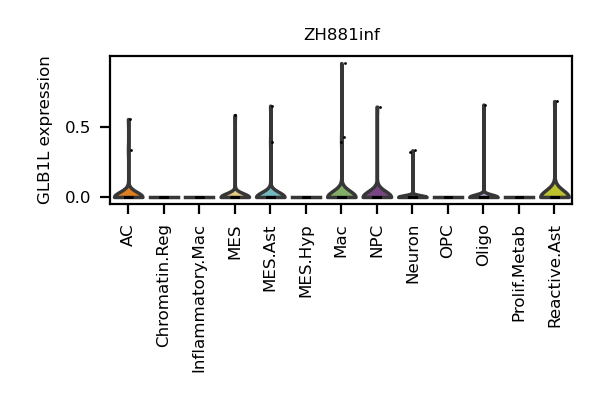 ZH881inf
GLB1L expression
0.5
0.0
AC
Chromatin.Reg
Inflammatory.Mac
MES
MES.Ast
MES.Hyp
Mac
NPC
Neuron
OPC
Oligo
Prolif.Metab
Reactive.Ast